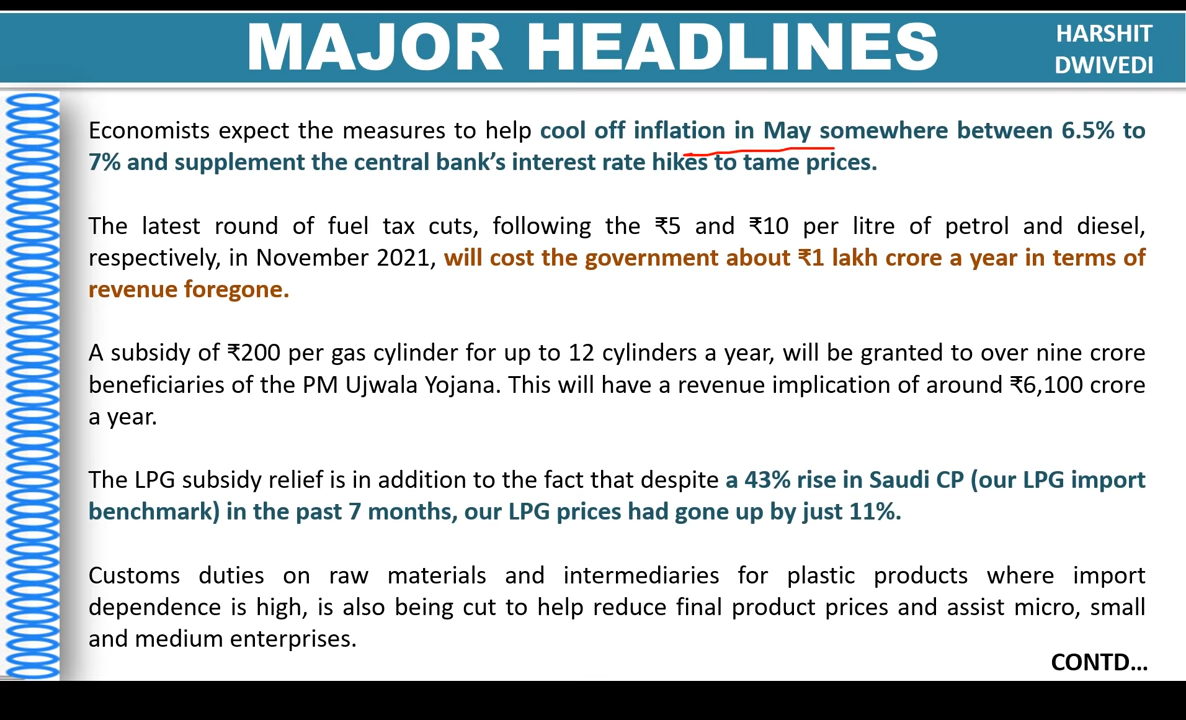 MAJOR HEADLINES
HARSHIT
DWIVEDI
Economists expect the measures to help cool off inflation in May somewhere between 6.5% to
7% and supplement the central bank’s interest rate hikes to tame prices.
The latest round of fuel tax cuts, following the ₹5 and ₹10 per litre of petrol and diesel,
respectively, in November 2021, will cost the government about ₹1 lakh crore a year in terms of
revenue foregone.
A subsidy of ₹200 per gas cylinder for up to 12 cylinders a year, will be granted to over nine crore
beneficiaries of the PM Ujwala Yojana. This will have a revenue implication of around ₹6,100 crore
a year.
The LPG subsidy relief is in addition to the fact that despite a 43% rise in Saudi CP (our LPG import
benchmark) in the past 7 months, our LPG prices had gone up by just 11%.
Customs duties on raw materials and intermediaries for plastic products where import
dependence is high, is also being cut to help reduce final product prices and assist micro, small
and medium enterprises.
CONTD...